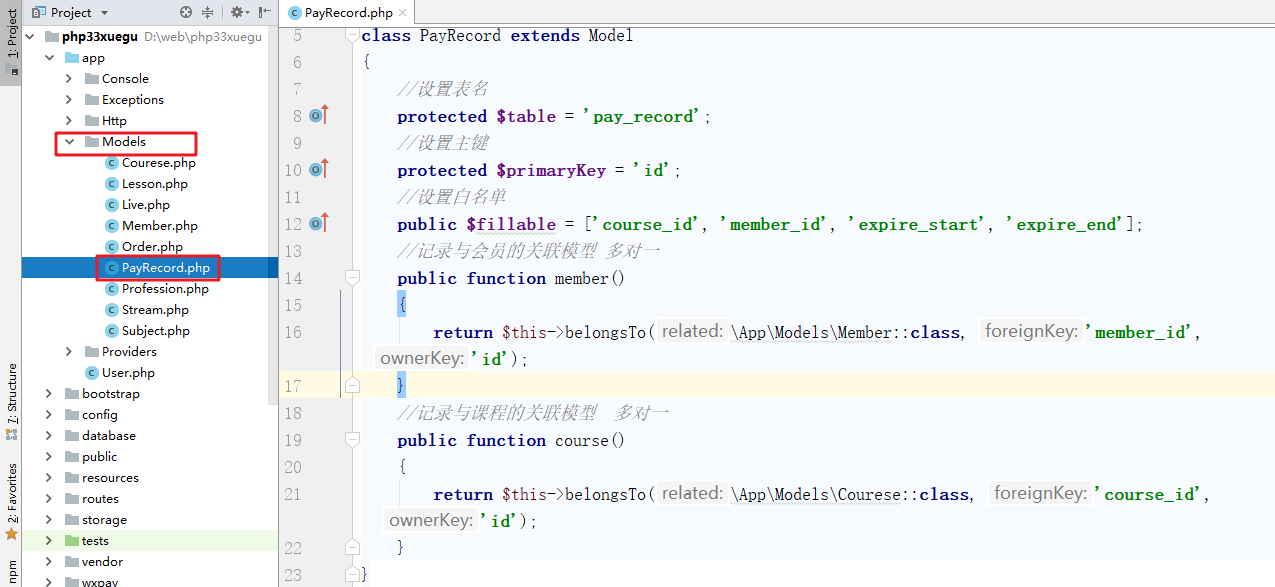 Project
PayRecord.php
1: Project
7: Structure
2: Favorites
npm
php33xuegu D:\web\php33xuegu
app
Console
Exceptions
Http
Models
Courese.php
Lesson.php
Live.php
Member.php
Order.php
PayRecord.php
Profession.php
Stream.php
Subject.php
Providers
User.php
bootstrap
config
database
public
resources
routes
storage
tests
vendor
wxpay
5 class PayRecord extends Model
6 {
7 //设置表名
8 protected $table = 'pay_record';
9 //设置主键
10 protected $primaryKey = 'id';
11 //设置白名单
12 public $fillable = ['course_id', 'member_id', 'expire_start', 'expire_end'];
13 //记录与会员的关联模型 多对一
14 public function member()
15 {
16 return $this->belongsTo( related: \App\Models\Member::class, foreignKey: 'member_id',
ownerKey: 'id');
17 }
18 //记录与课程的关联模型 多对一
19 public function course()
20 {
21 return $this->belongsTo( related: \App\Models\Courese::class, foreignKey: 'course_id',
ownerKey: 'id');
22 }
23 }